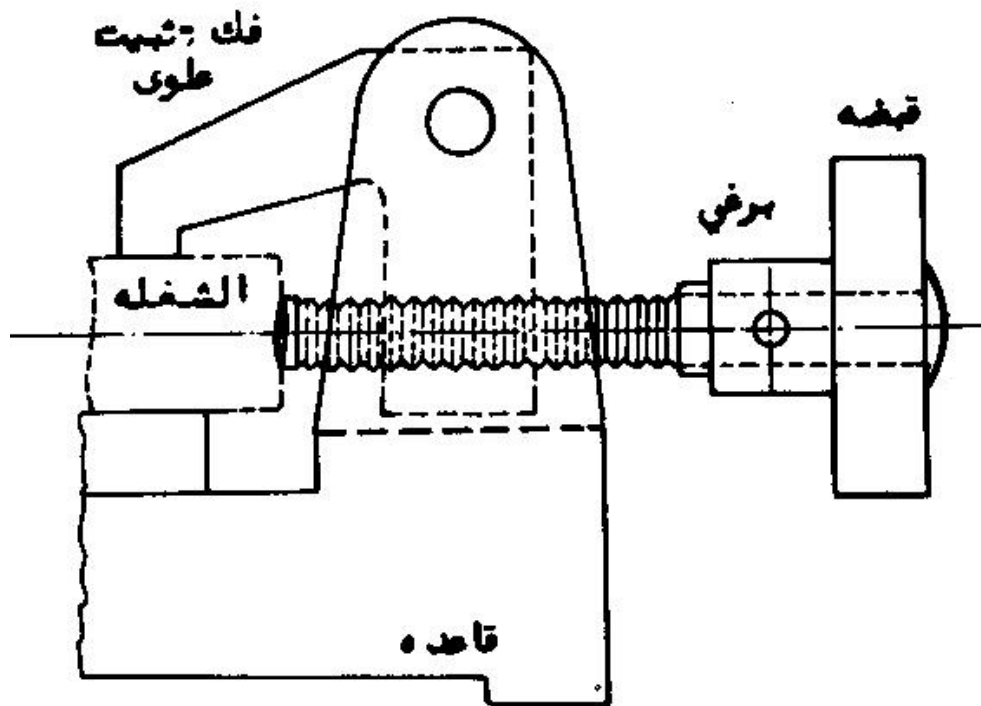 فك تثبيت
علوى
قبضه
برغي
الشغله
قاعده